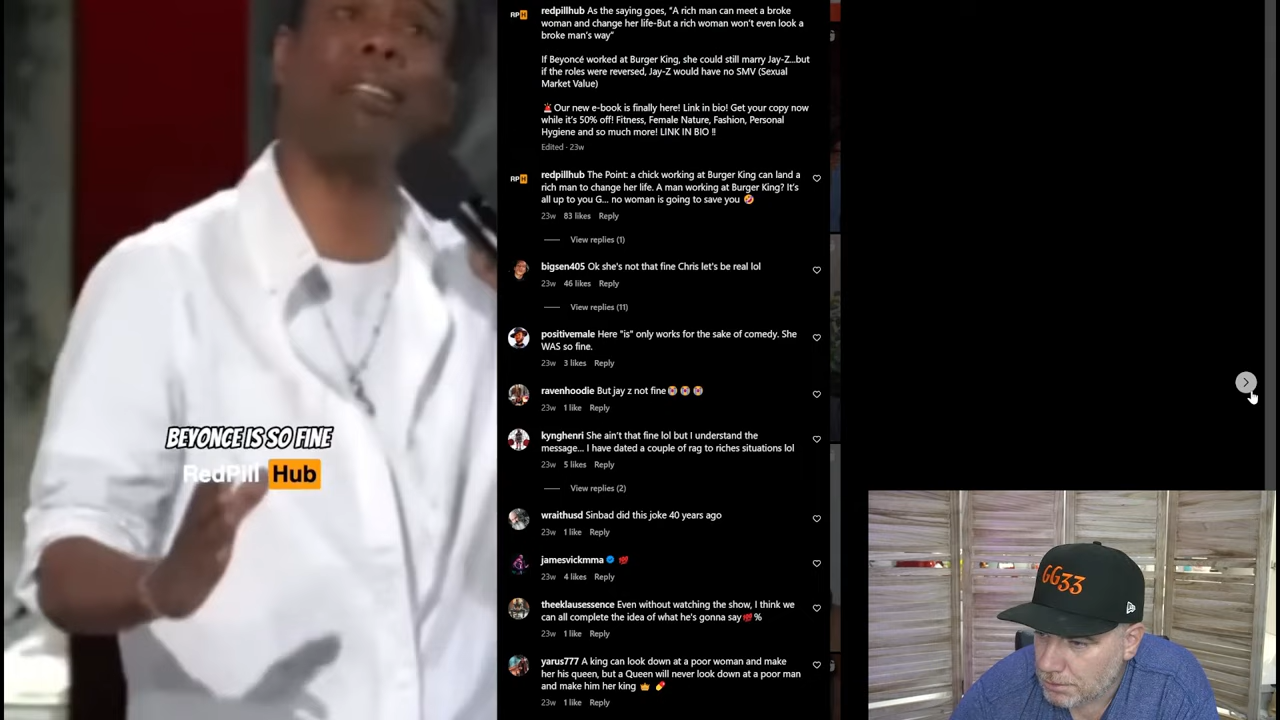 BEYONCE IS SO FINE
RedPill Hub
RPH
redpillhub As the saying goes, "A rich man can meet a broke
woman and change her life-But a rich woman won't even look a
broke man's way"
If Beyoncé worked at Burger King, she could still marry Jay-Z...but
if the roles were reversed, Jay-Z would have no SMV (Sexual
Market Value)
🚨Our new e-book is finally here! Link in bio! Get your copy now
while it's 50% off! Fitness, Female Nature, Fashion, Personal
Hygiene and so much more! LINK IN BIO ‼
Edited · 23w
RPH
redpillhub The Point: a chick working at Burger King can land a
rich man to change her life. A man working at Burger King? It's
all up to you G... no woman is going to save you 🤣
23w 83 likes Reply
View replies (1)
bigsen405 Ok she's not that fine Chris let's be real lol
23w 46 likes Reply
View replies (11)
positivemale Here "is" only works for the sake of comedy. She
WAS so fine.
23w 3 likes Reply
ravenhoodie But jay z not fine😭😭😭
23w 1 like Reply
kynghenri She ain't that fine lol but I understand the
message... I have dated a couple of rag to riches situations lol
23w 5 likes Reply
View replies (2)
wraithusd Sinbad did this joke 40 years ago
23w 1 like Reply
jamesvickmma 💯
23w 4 likes Reply
theeklausessence Even without watching the show, I think we
can all complete the idea of what he's gonna say💯%
23w 1 like Reply
yarus777 A king can look down at a poor woman and make
her his queen, but a Queen will never look down at a poor man
and make him her king 👑 💊
23w 1 like Reply
GG33